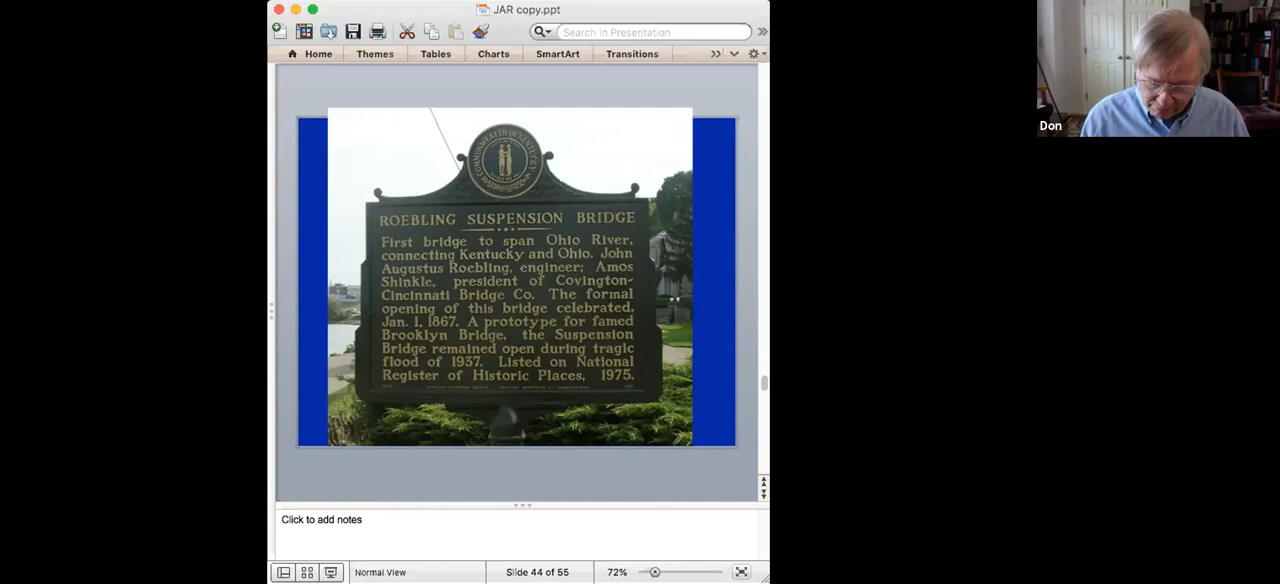 JAR copy.ppt
Search in Presentation
Home Themes Tables Charts SmartArt Transitions
COMMONWEALTH OF KENTUCKY
ROEBLING SUSPENSION BRIDGE
First bridge to span Ohio River,
connecting Kentucky and Ohio. John
Augustus Roebling, engineer; Amos
Shinkle, president of Covington-
Cincinnati Bridge Co. The formal
opening of this bridge celebrated,
Jan. 1, 1867. A prototype for famed
Brooklyn Bridge, the Suspension
Bridge remained open during tragic
flood of 1937. Listed on National
Register of Historic Places, 1975.
Click to add notes
Normal View Slide 44 of 55 72%
Don